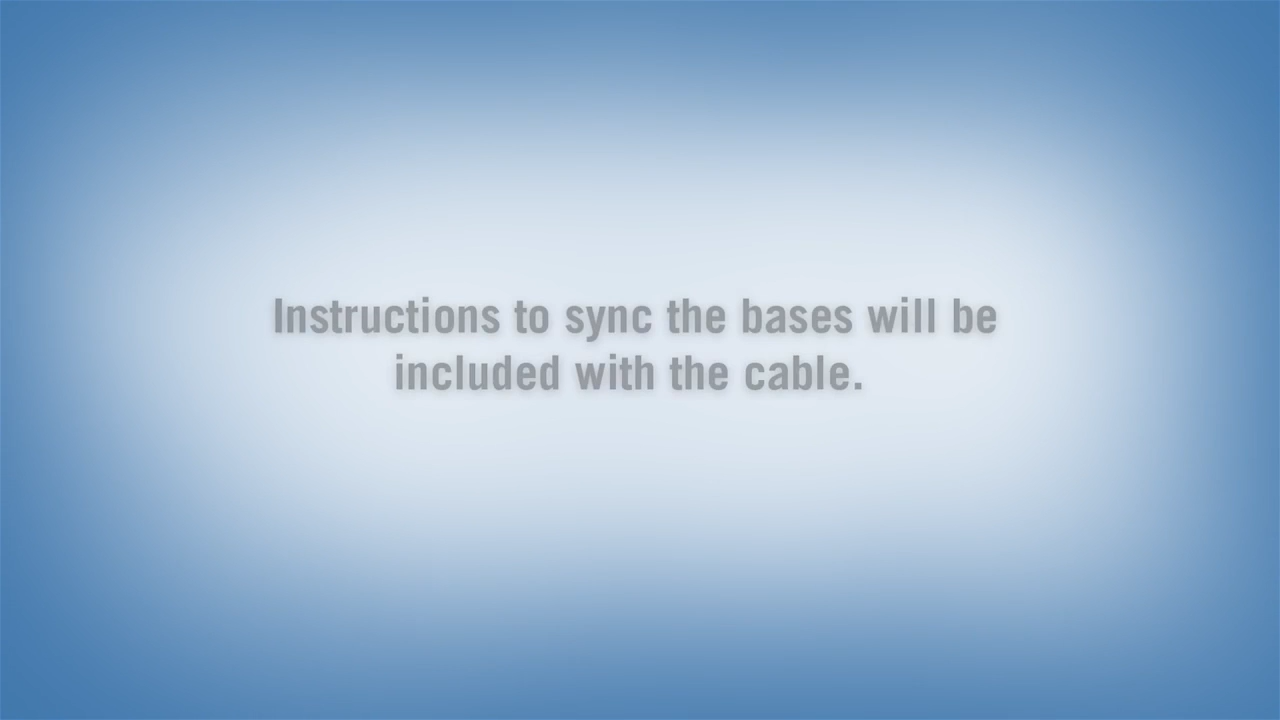 Instructions to sync the bases will be
included with the cable.